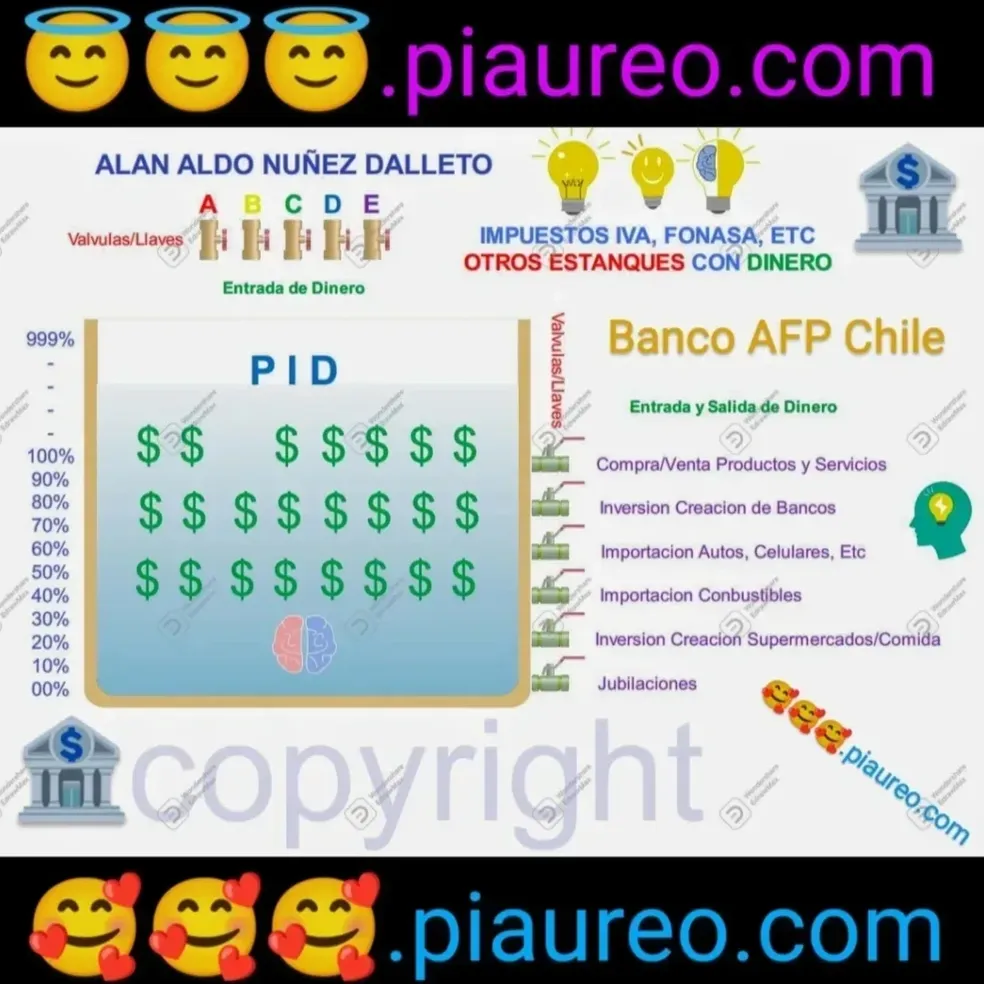 😇😇😇.piaureo.com
ALAN ALDO NUÑEZ DALLETO
A B C D E
Valvulas/Llaves
Entrada de Dinero
IMPUESTOS IVA, FONASA, ETC
OTROS ESTANQUES CON DINERO
$
999%
-
-
-
-
100%
90%
80%
70%
60%
50%
40%
30%
20%
10%
00%
P I D
$ $ $ $ $ $ $
$ $ $ $ $ $ $ $
$ $ $ $ $ $ $ $
Valvulas/Llaves
Banco AFP Chile
Entrada y Salida de Dinero
Compra/Venta Productos y Servicios
Inversion Creacion de Bancos
Importacion Autos, Celulares, Etc
Importacion Conbustibles
Inversion Creacion Supermercados/Comida
Jubilaciones
🥰🥰🥰.piaureo.com
$
copyright
Wondershare
EdrawMax
🥰🥰🥰.piaureo.com